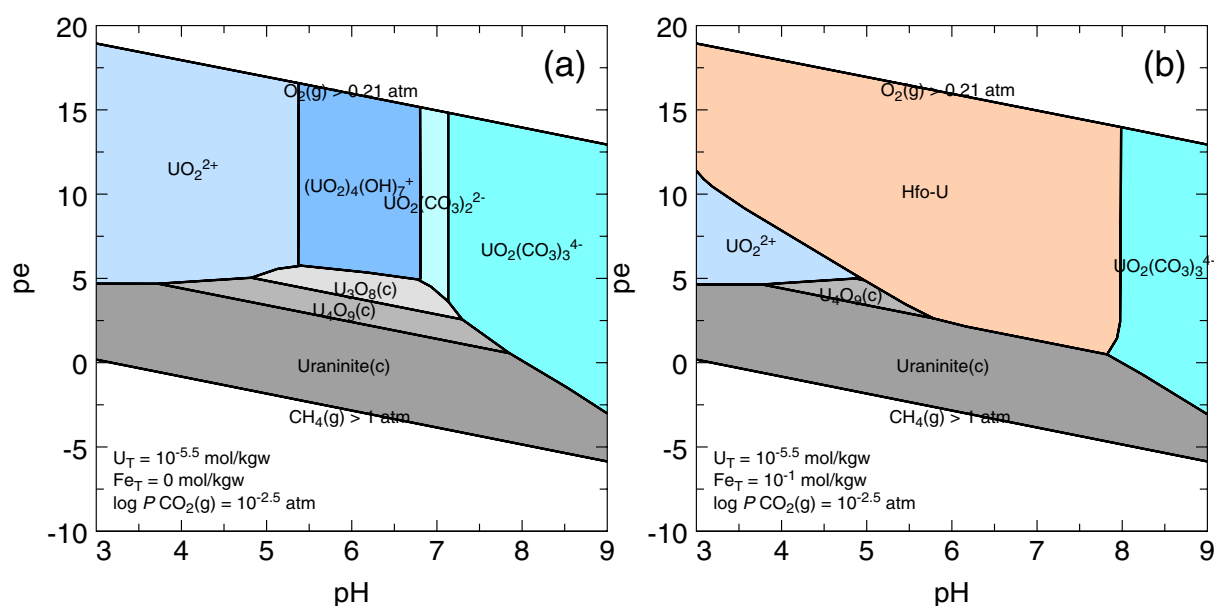 20
15
10
5
0
-5
-10
pe
3 4 5 6 7 8 9
pH
(a)
O₂(g) > 0.21 atm
UO₂²⁺
(UO₂)₄(OH)₇⁺
UO₂(CO₃)₂²⁻
UO₂(CO₃)₃⁴⁻
U₃O₈(c)
U₄O₉(c)
Uraninite(c)
CH₄(g) > 1 atm
U_T = 10⁻⁵·⁵ mol/kgw
Fe_T = 0 mol/kgw
log P CO₂(g) = 10⁻²·⁵ atm
20
15
10
5
0
-5
-10
pe
3 4 5 6 7 8 9
pH
(b)
O₂(g) > 0.21 atm
Hfo-U
UO₂²⁺
UO₂(CO₃)₃⁴⁻
U₄O₉(c)
Uraninite(c)
CH₄(g) > 1 atm
U_T = 10⁻⁵·⁵ mol/kgw
Fe_T = 10⁻¹ mol/kgw
log P CO₂(g) = 10⁻²·⁵ atm